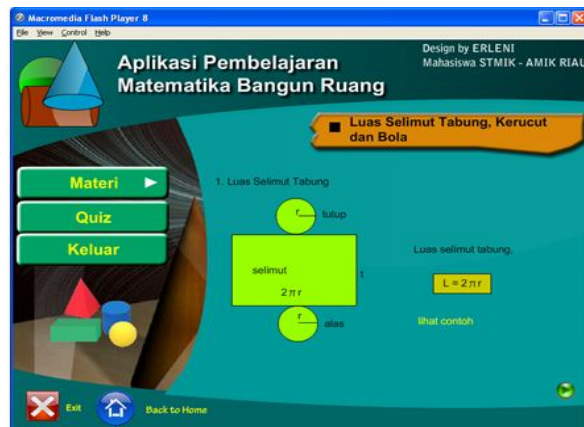 Macromedia Flash Player 8
File View Control Help
Aplikasi Pembelajaran
Matematika Bangun Ruang
Design by ERLENI
Mahasiswa STMIK - AMIK RIAU
Luas Selimut Tabung, Kerucut
dan Bola
Materi
Quiz
Keluar
1. Luas Selimut Tabung
r
tutup
selimut
t
2πr
r
alas
Luas selimut tabung,
L = 2πr
lihat contoh
Exit
Back to Home